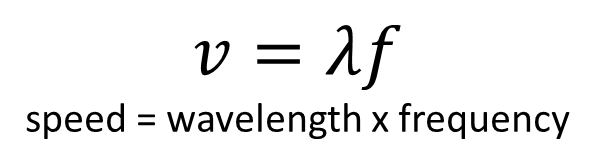 v = λf
speed = wavelength x frequency